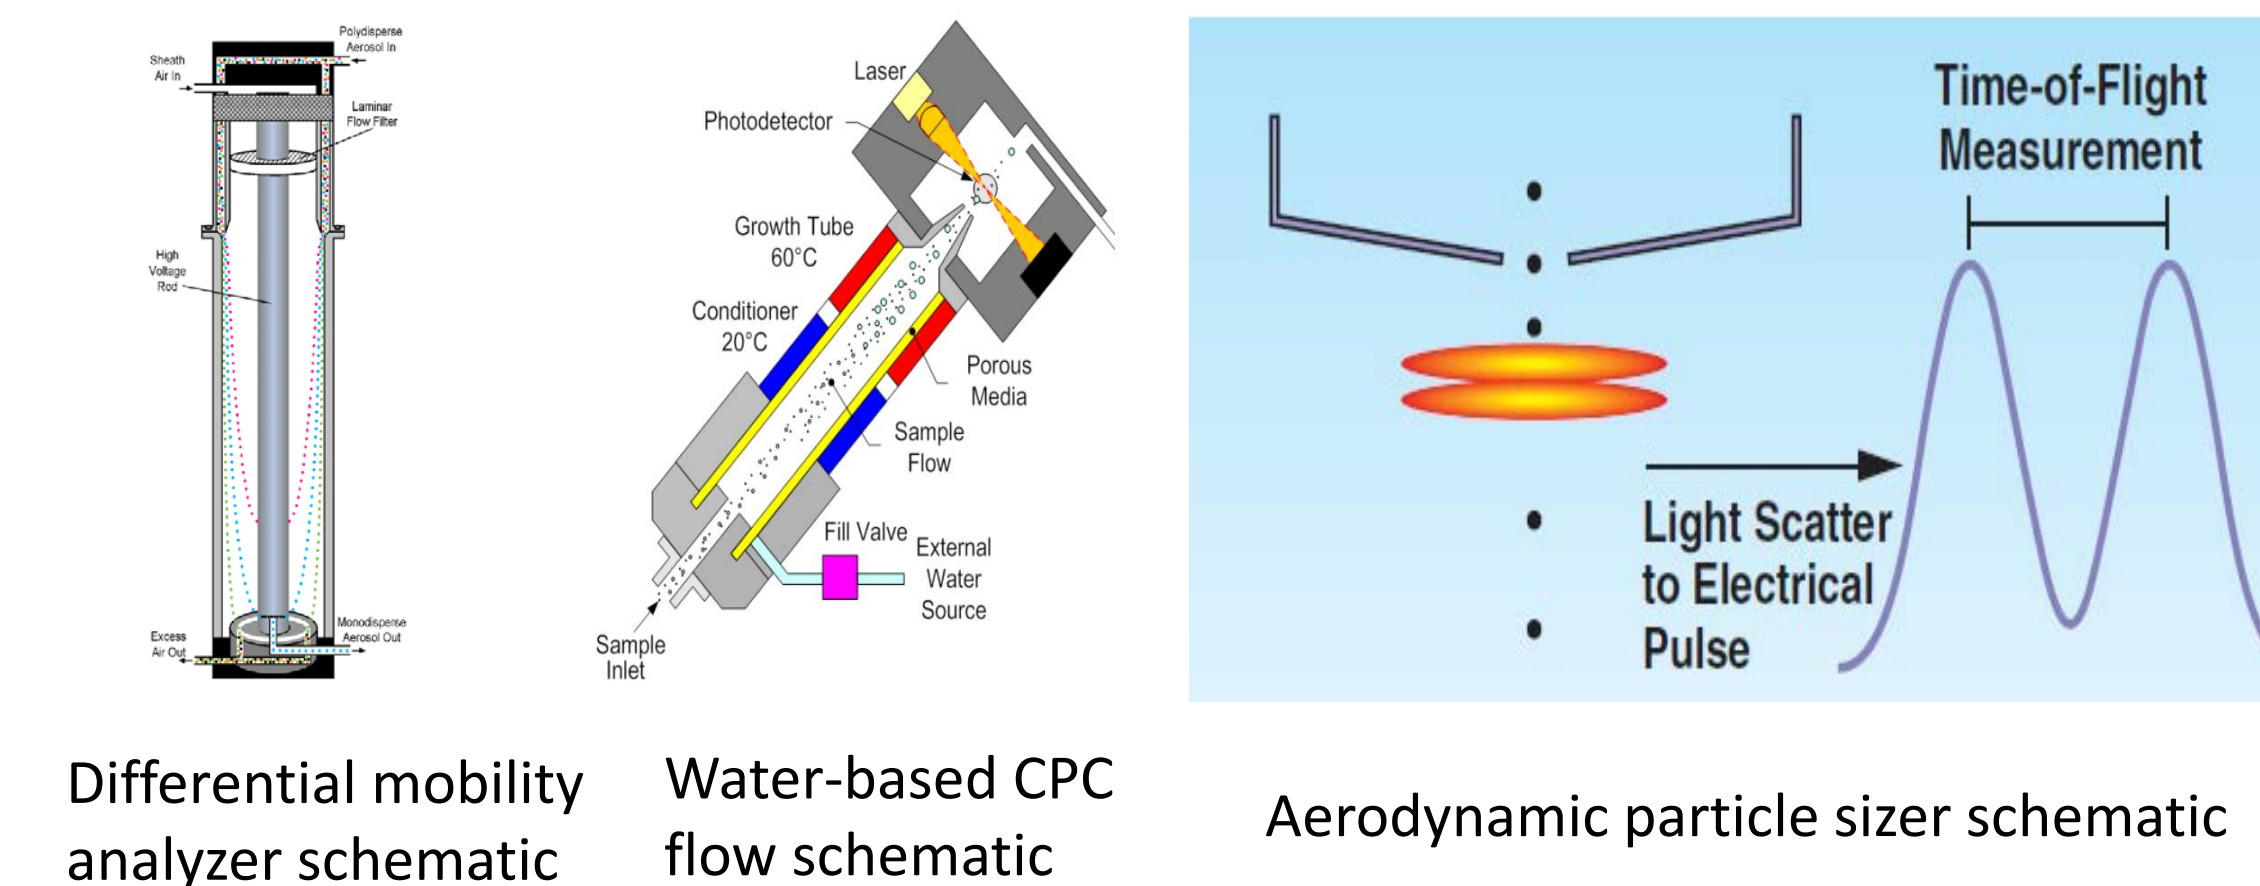 Polydisperse
Aerosol In
Sheath
Air In
Laminar
Flow Filter
High
Voltage
Rod
Monodisperse
Aerosol Out
Excess
Air Out
Differential mobility
analyzer schematic
Laser
Photodetector
Growth Tube
60°C
Conditioner
20°C
Porous
Media
Sample
Flow
Fill Valve
External
Water
Source
Sample
Inlet
Water-based CPC
flow schematic
Time-of-Flight
Measurement
Light Scatter
to Electrical
Pulse
Aerodynamic particle sizer schematic